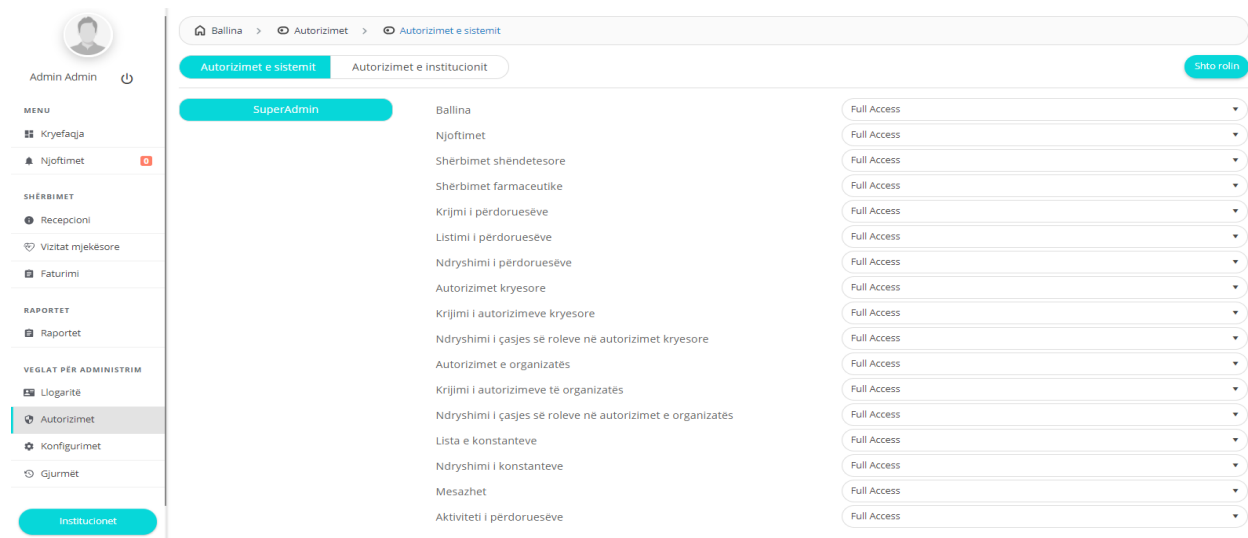 Admin Admin
MENU
Kryefaqja
Njoftimet 0
SHËRBIMET
Recepcioni
Vizitat mjekësore
Faturimi
RAPORTET
Raportet
VEGLAT PËR ADMINISTRIM
Llogaritë
Autorizimet
Konfigurimet
Gjurmët
Institucionet
Ballina > Autorizimet > Autorizimet e sistemit
Autorizimet e sistemit Autorizimet e institucionit Shto rolin
SuperAdmin
Ballina Full Access
Njoftimet Full Access
Shërbimet shëndetesore Full Access
Shërbimet farmaceutike Full Access
Krijmi i përdoruesëve Full Access
Listimi i përdoruesëve Full Access
Ndryshimi i përdoruesëve Full Access
Autorizimet kryesore Full Access
Krijimi i autorizimeve kryesore Full Access
Ndryshimi i çasjes së roleve në autorizimet kryesore Full Access
Autorizimet e organizatës Full Access
Krijimi i autorizimeve të organizatës Full Access
Ndryshimi i çasjes së roleve në autorizimet e organizatës Full Access
Lista e konstanteve Full Access
Ndryshimi i konstanteve Full Access
Mesazhet Full Access
Aktiviteti i përdoruesëve Full Access